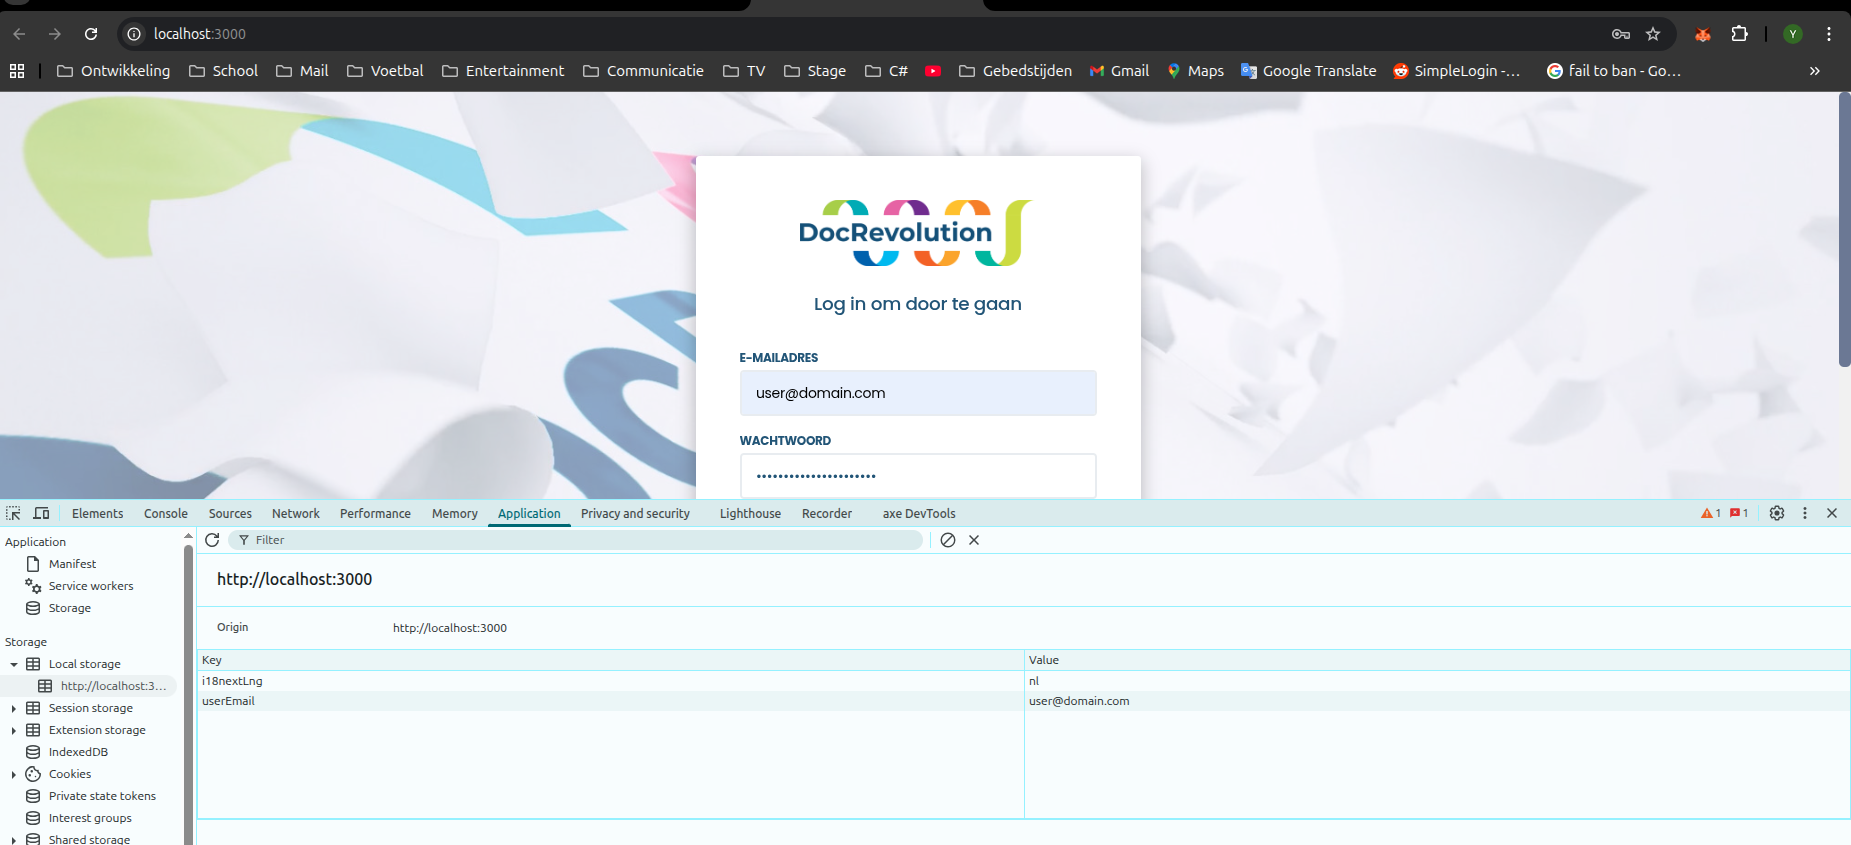 localhost:3000
Y
Ontwikkeling School Mail Voetbal Entertainment Communicatie TV Stage C# Gebedstijden Gmail Maps Google Translate SimpleLogin -... fail to ban - Go... »
DocRevolution
Log in om door te gaan
E-MAILADRES
user@domain.com
WACHTWOORD
••••••••••••••••••••••
Elements Console Sources Network Performance Memory Application Privacy and security Lighthouse Recorder axe DevTools 1 1
Application
Filter
Manifest
http://localhost:3000
Service workers
Storage
Origin http://localhost:3000
Storage
Key Value
Local storage
i18nextLng nl
http://localhost:3...
userEmail user@domain.com
Session storage
Extension storage
IndexedDB
Cookies
Private state tokens
Interest groups
Shared storage